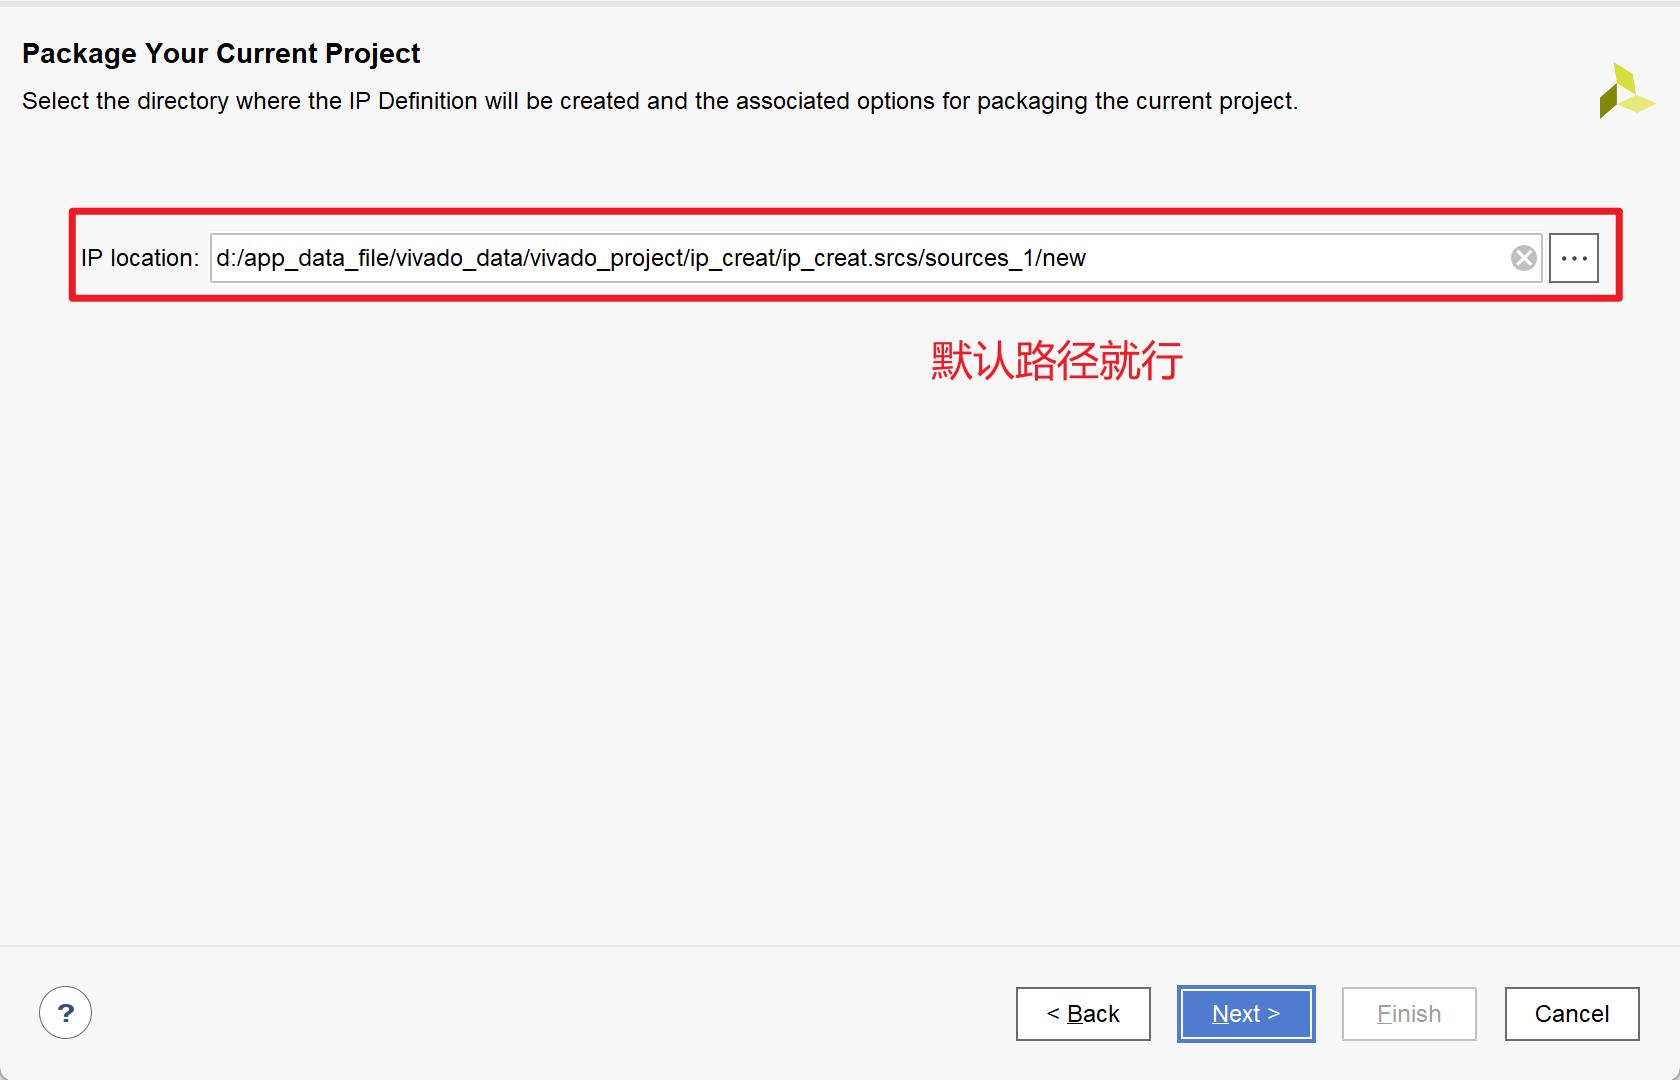 Package Your Current Project
Select the directory where the IP Definition will be created and the associated options for packaging the current project.
IP location: d:/app_data_file/vivado_data/vivado_project/ip_creat/ip_creat.srcs/sources_1/new ...
默认路径就行
? < Back Next > Finish Cancel